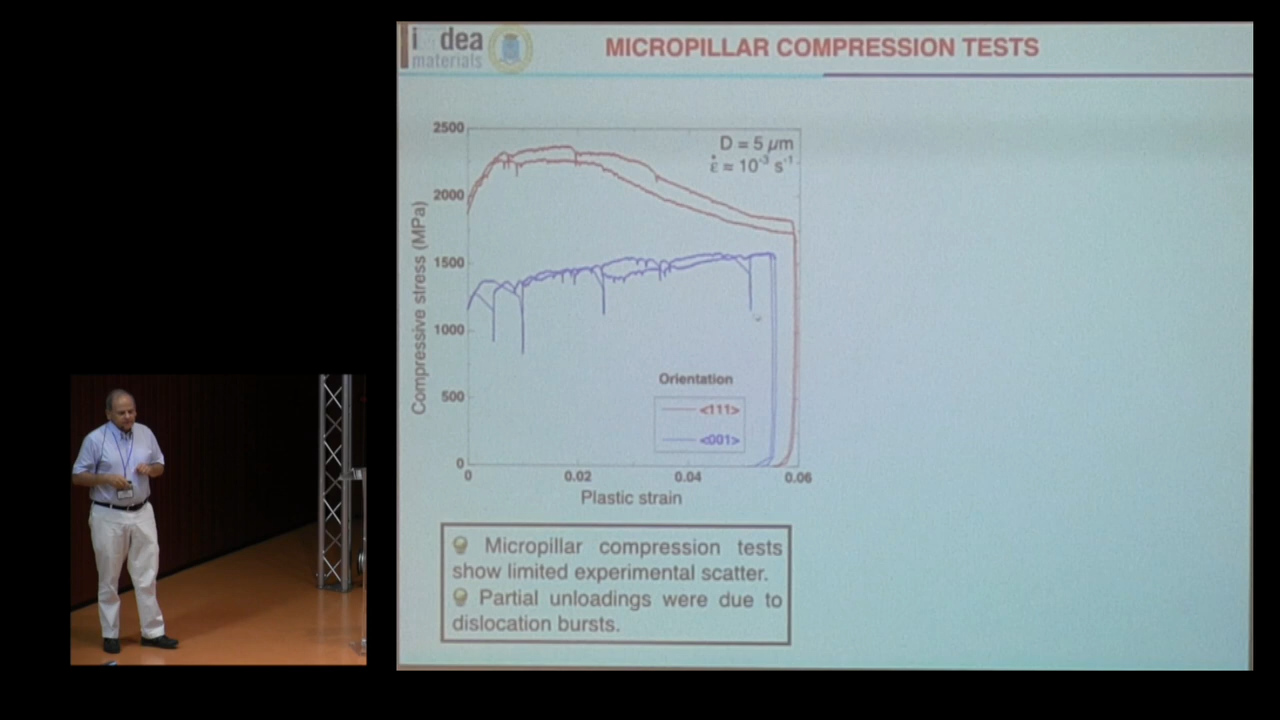 i dea
materials
MICROPILLAR COMPRESSION TESTS
2500
2000
1500
1000
500
0
Compressive stress (MPa)
D = 5 μm
ε̇ ≈ 10⁻³ s⁻¹
Orientation
<111>
<001>
0
0.02
0.04
0.06
Plastic strain
Micropillar compression tests
show limited experimental scatter.
Partial unloadings were due to
dislocation bursts.